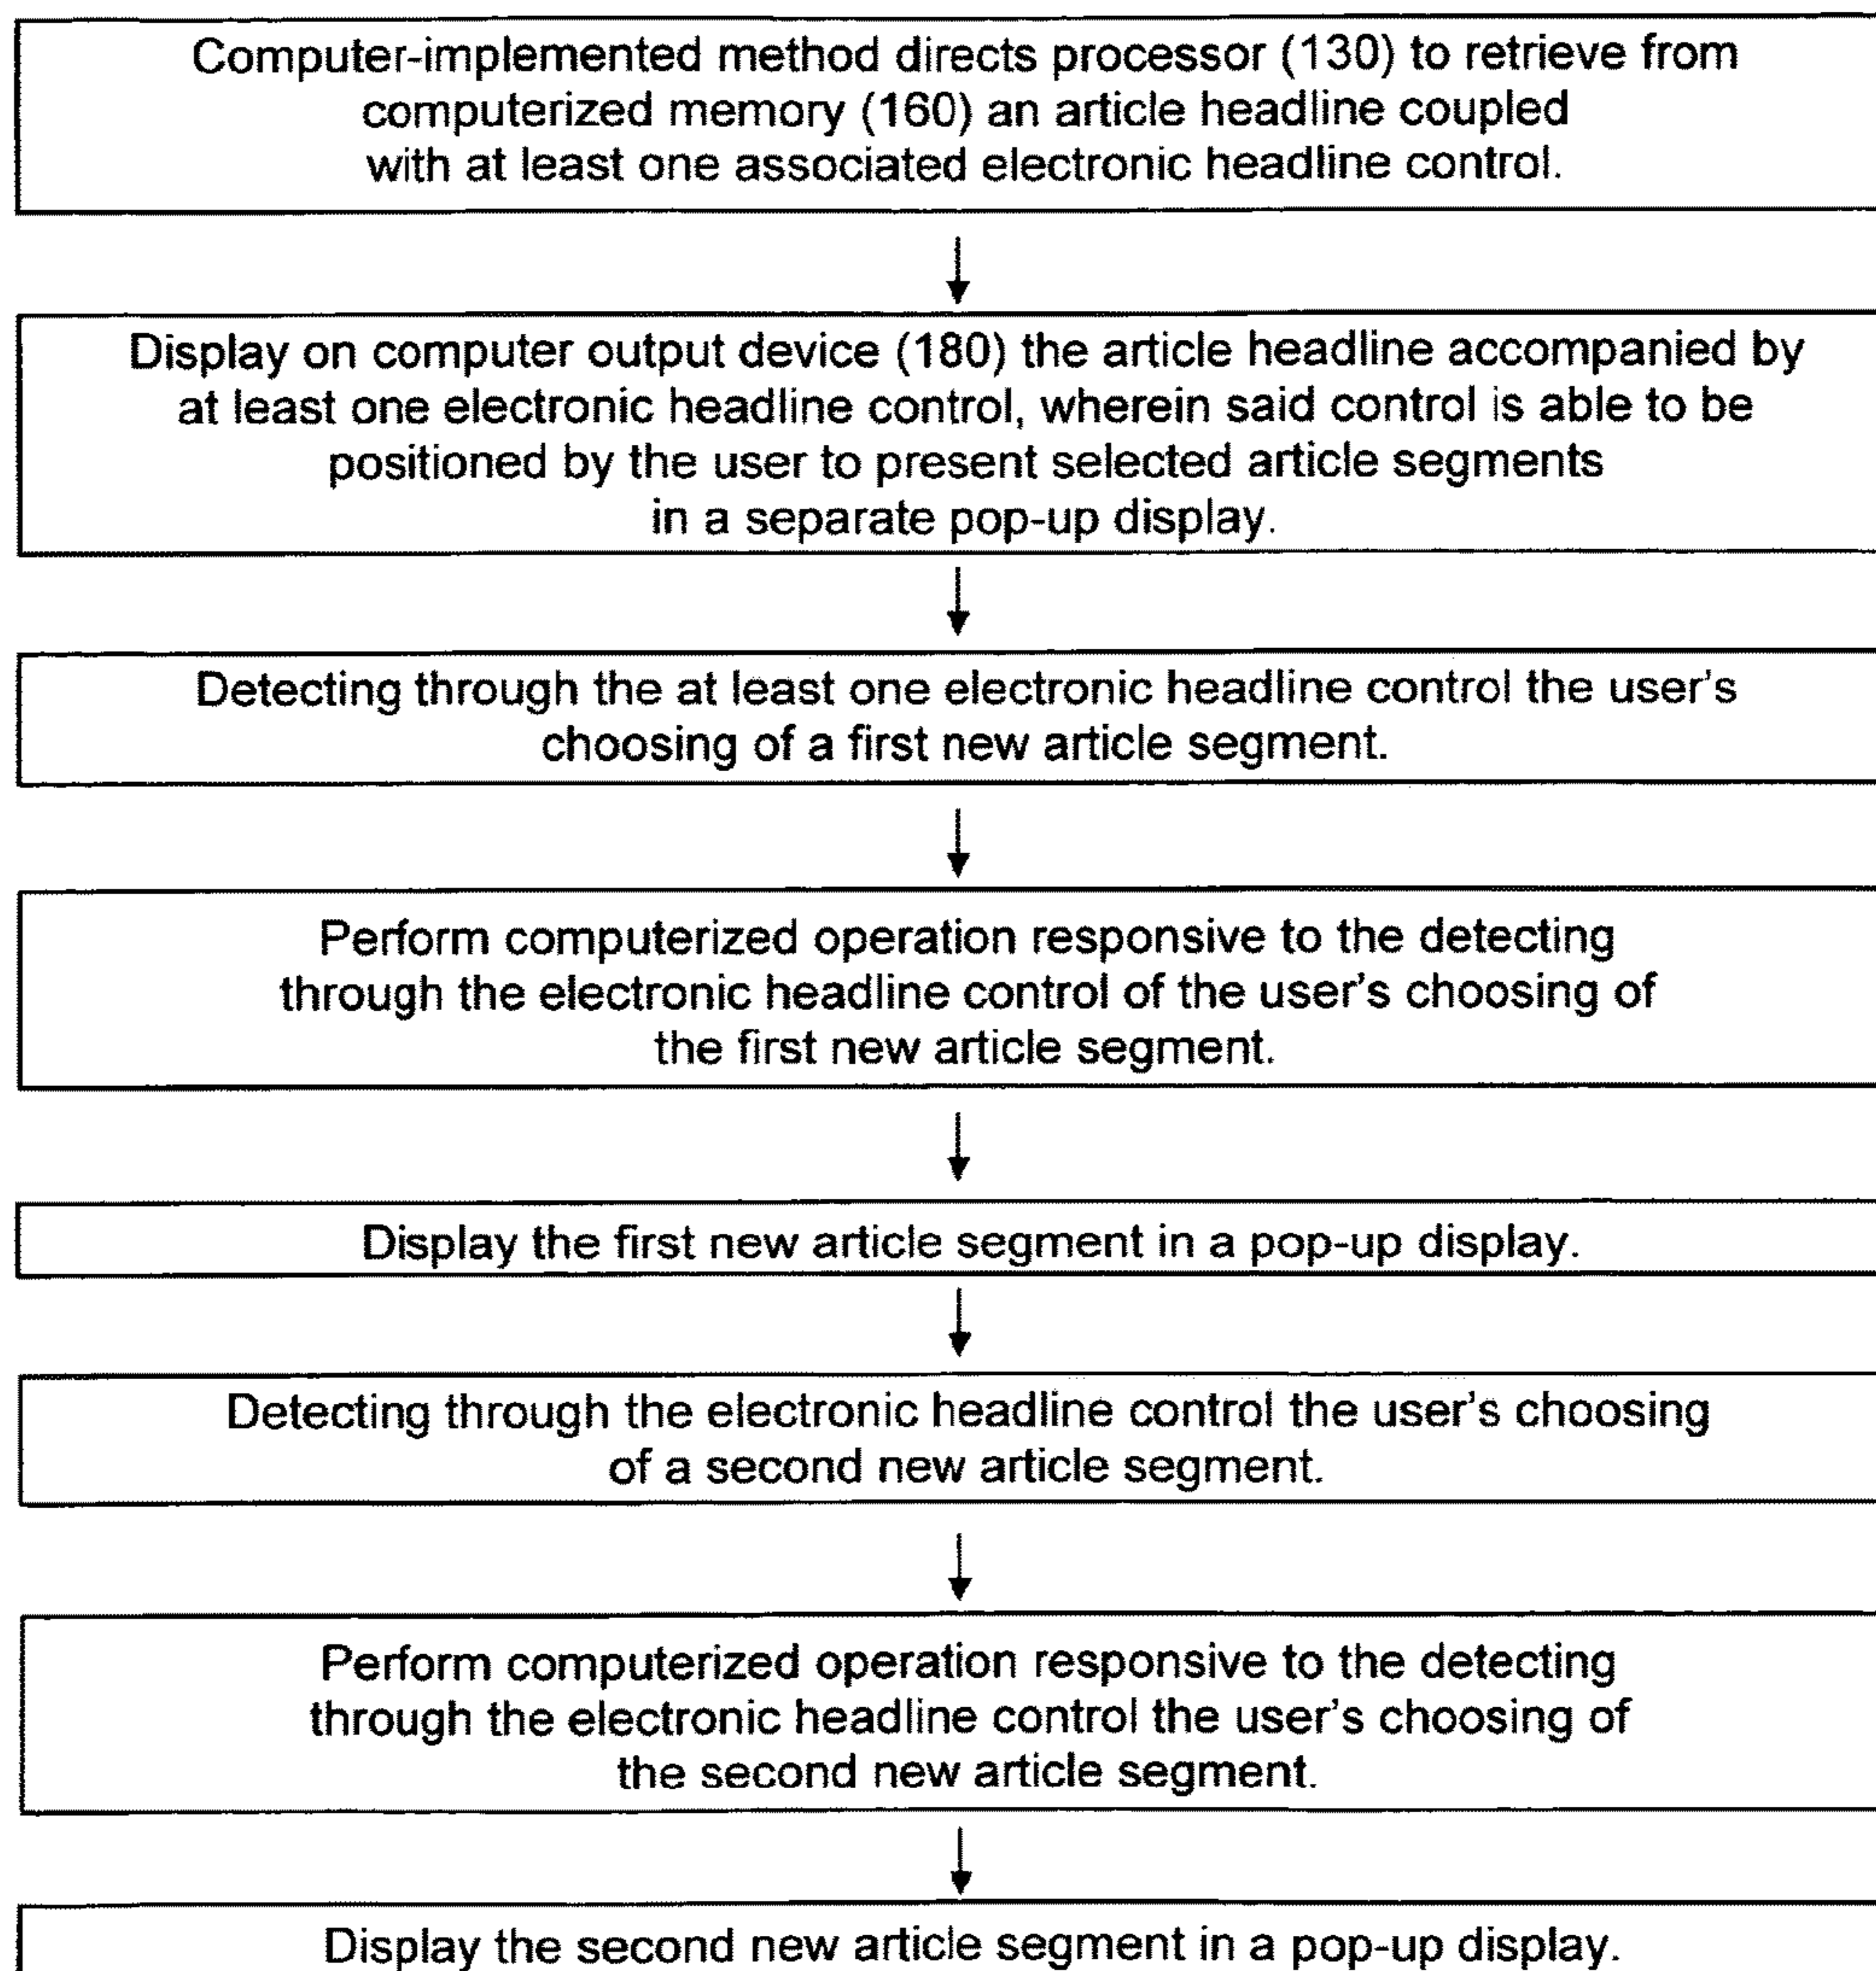 Computer-implemented method directs processor (130) to retrieve from
computerized memory (160) an article headline coupled
with at least one associated electronic headline control.
Display on computer output device (180) the article headline accompanied by
at least one electronic headline control, wherein said control is able to be
positioned by the user to present selected article segments
in a separate pop-up display.
Detecting through the at least one electronic headline control the user's
choosing of a first new article segment.
Perform computerized operation responsive to the detecting
through the electronic headline control of the user's choosing of
the first new article segment.
Display the first new article segment in a pop-up display.
Detecting through the electronic headline control the user's choosing
of a second new article segment.
Perform computerized operation responsive to the detecting
through the electronic headline control the user's choosing of
the second new article segment.
Display the second new article segment in a pop-up display.